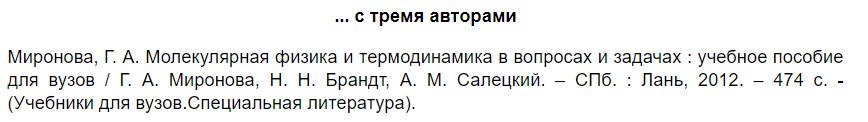 ... с тремя авторами
Миронова, Г. А. Молекулярная физика и термодинамика в вопросах и задачах : учебное пособие
для вузов / Г. А. Миронова, Н. Н. Брандт, А. М. Салецкий. – СПб. : Лань, 2012. – 474 с. -
(Учебники для вузов.Специальная литература).